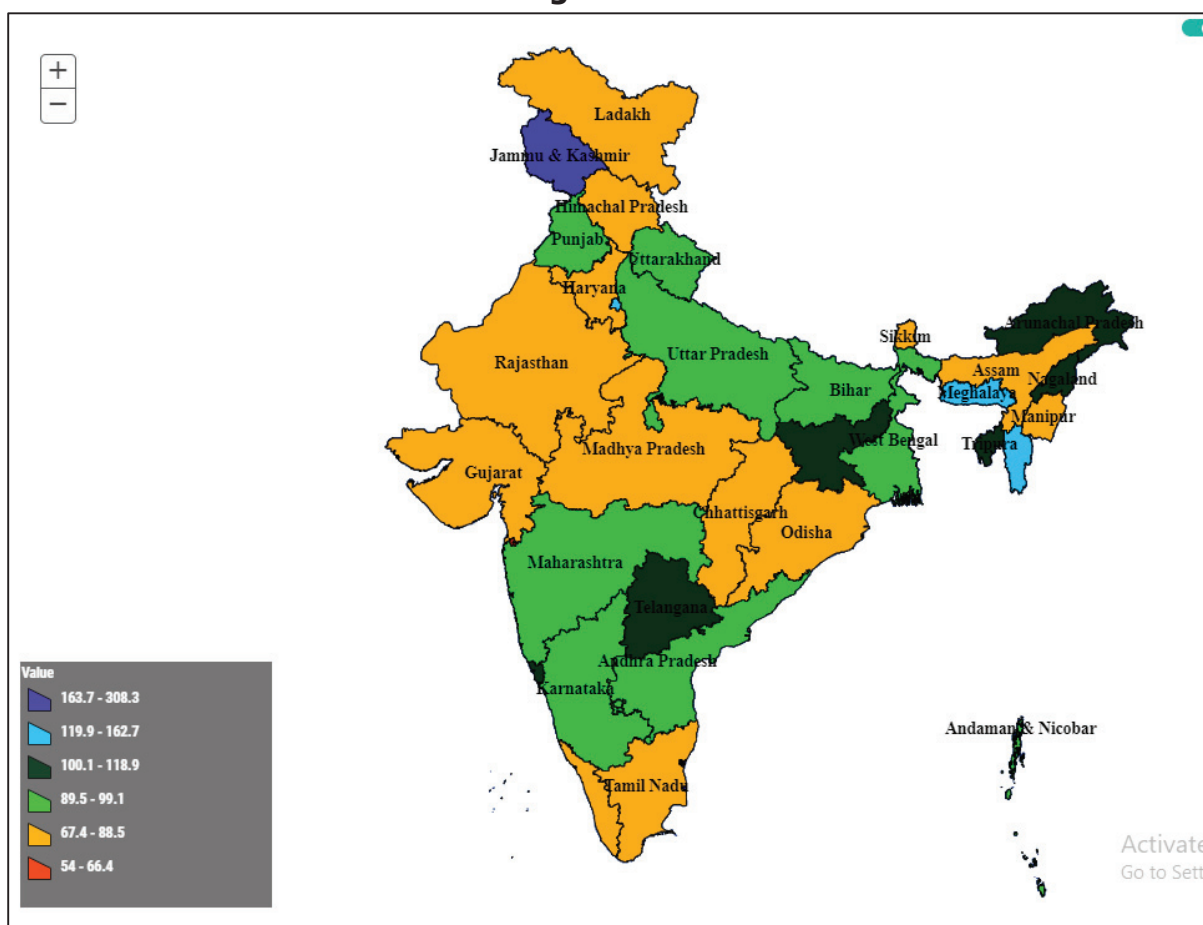 +
−
Ladakh
Jammu & Kashmir
Himachal Pradesh
Punjab
Uttarakhand
Haryana
Arunachal Pradesh
Sikkim
Rajasthan
Uttar Pradesh
Assam
Nagaland
Bihar
Meghalaya
Manipur
West Bengal
Tripura
Madhya Pradesh
Gujarat
Chhattisgarh
Odisha
Maharashtra
Telangana
Andhra Pradesh
Karnataka
Andaman & Nicobar
Tamil Nadu
Value
163.7 - 308.3
119.9 - 162.7
100.1 - 118.9
89.5 - 99.1
67.4 - 88.5
54 - 66.4
Activate
Go to Sett